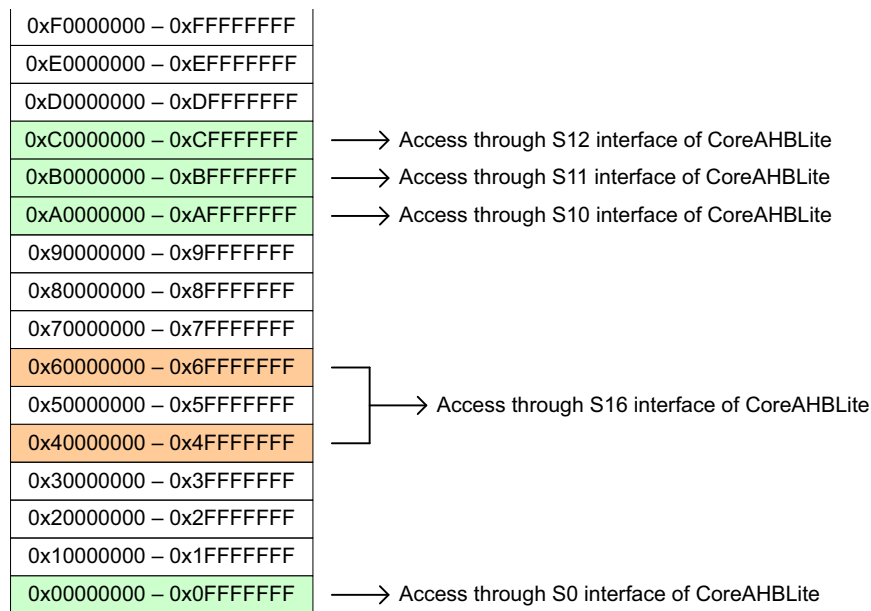 0xF0000000 – 0xFFFFFFFF
0xE0000000 – 0xEFFFFFFF
0xD0000000 – 0xDFFFFFFF
0xC0000000 – 0xCFFFFFFF Access through S12 interface of CoreAHBLite
0xB0000000 – 0xBFFFFFFF Access through S11 interface of CoreAHBLite
0xA0000000 – 0xAFFFFFFF Access through S10 interface of CoreAHBLite
0x90000000 – 0x9FFFFFFF
0x80000000 – 0x8FFFFFFF
0x70000000 – 0x7FFFFFFF
0x60000000 – 0x6FFFFFFF
0x50000000 – 0x5FFFFFFF Access through S16 interface of CoreAHBLite
0x40000000 – 0x4FFFFFFF
0x30000000 – 0x3FFFFFFF
0x20000000 – 0x2FFFFFFF
0x10000000 – 0x1FFFFFFF
0x00000000 – 0x0FFFFFFF Access through S0 interface of CoreAHBLite